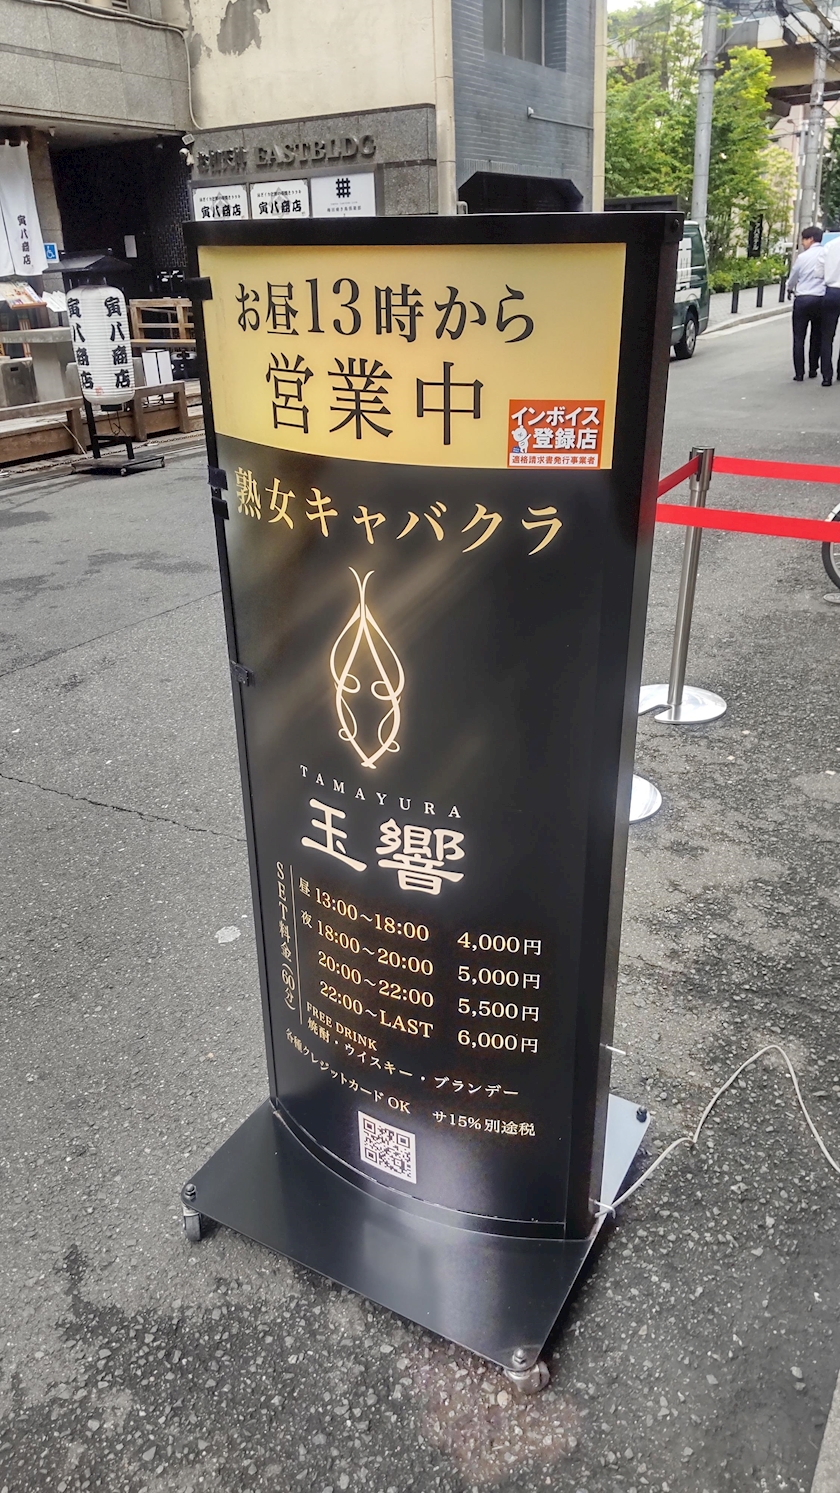 EASTBLDG
寅八商店
寅八商店
寅八商店
寅八商店
寅八商店
お昼13時から
営業中
インボイス
登録店
適格請求書発行事業者
熟女キャバクラ
TAMAYURA
玉響
SET料金(60分)
昼 13:00～18:00 4,000円
夜 18:00～20:00 5,000円
20:00～22:00 5,500円
22:00～LAST 6,000円
FREE DRINK
焼酎・ウイスキー・ブランデー
各種クレジットカードOK サ15%別途税